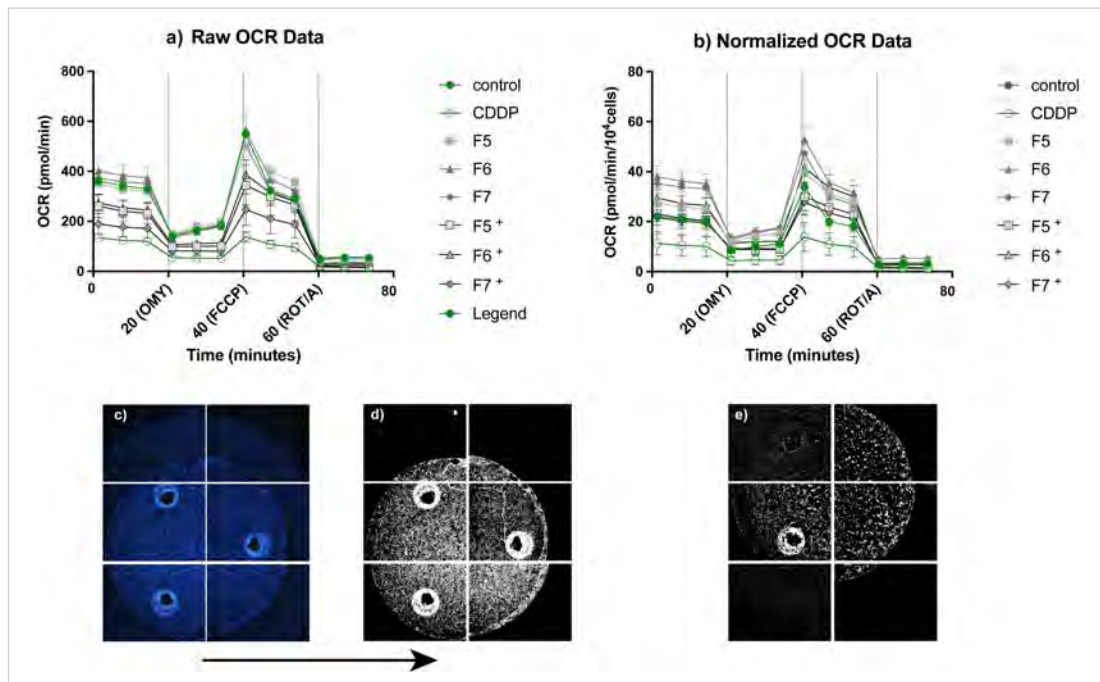 a) Raw OCR Data
800
600
400
200
0
OCR (pmol/min)
0
20 (OMY)
40 (FCCP)
60 (ROT/A)
80
Time (minutes)
control
CDDP
F5
F6
F7
F5 +
F6 +
F7 +
Legend
b) Normalized OCR Data
80
60
40
20
0
OCR (pmol/min/10⁴cells)
0
20 (OMY)
40 (FCCP)
60 (ROT/A)
80
Time (minutes)
control
CDDP
F5
F6
F7
F5 +
F6 +
F7 +
c)
d)
e)